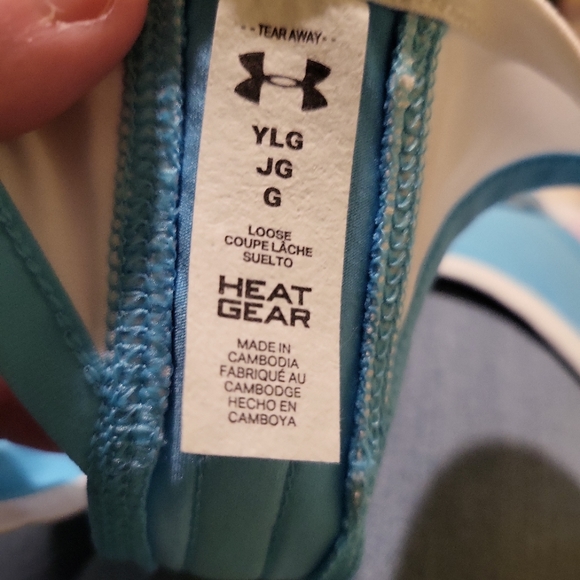 - - TEAR AWAY - -
YLG
JG
G
LOOSE
COUPE LÂCHE
SUELTO
HEAT
GEAR
MADE IN
CAMBODIA
FABRIQUÉ AU
CAMBODGE
HECHO EN
CAMBOYA